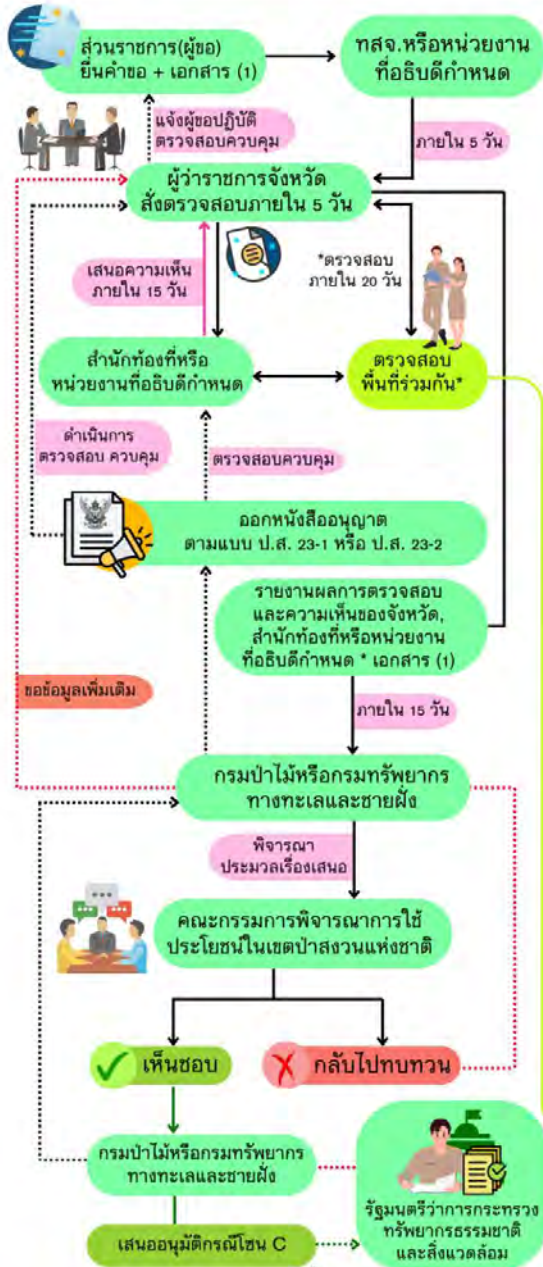 ส่วนราชการ(ผู้ขอ)
ยื่นคำขอ + เอกสาร (1)
ทสจ.หรือหน่วยงาน
ที่อธิบดีกำหนด
แจ้งผู้ขอปฏิบัติ
ตรวจสอบควบคุม
ภายใน 5 วัน
ผู้ว่าราชการจังหวัด
สั่งตรวจสอบภายใน 5 วัน
เสนอความเห็น
ภายใน 15 วัน
*ตรวจสอบ
ภายใน 20 วัน
สำนักท้องที่หรือ
หน่วยงานที่อธิบดีกำหนด
ตรวจสอบ
พื้นที่ร่วมกัน*
ดำเนินการ
ตรวจสอบ ควบคุม
ตรวจสอบควบคุม
ออกหนังสืออนุญาต
ตามแบบ ป.ส. 23-1 หรือ ป.ส. 23-2
รายงานผลการตรวจสอบ
และความเห็นของจังหวัด,
สำนักท้องที่หรือหน่วยงาน
ที่อธิบดีกำหนด * เอกสาร (1)
ขอข้อมูลเพิ่มเติม
ภายใน 15 วัน
กรมป่าไม้หรือกรมทรัพยากร
ทางทะเลและชายฝั่ง
พิจารณา
ประมวลเรื่องเสนอ
คณะกรรมการพิจารณาการใช้
ประโยชน์ในเขตป่าสงวนแห่งชาติ
เห็นชอบ
กลับไปทบทวน
กรมป่าไม้หรือกรมทรัพยากร
ทางทะเลและชายฝั่ง
รัฐมนตรีว่าการกระทรวง
ทรัพยากรธรรมชาติ
และสิ่งแวดล้อม
เสนออนุมัติกรณีโซน C